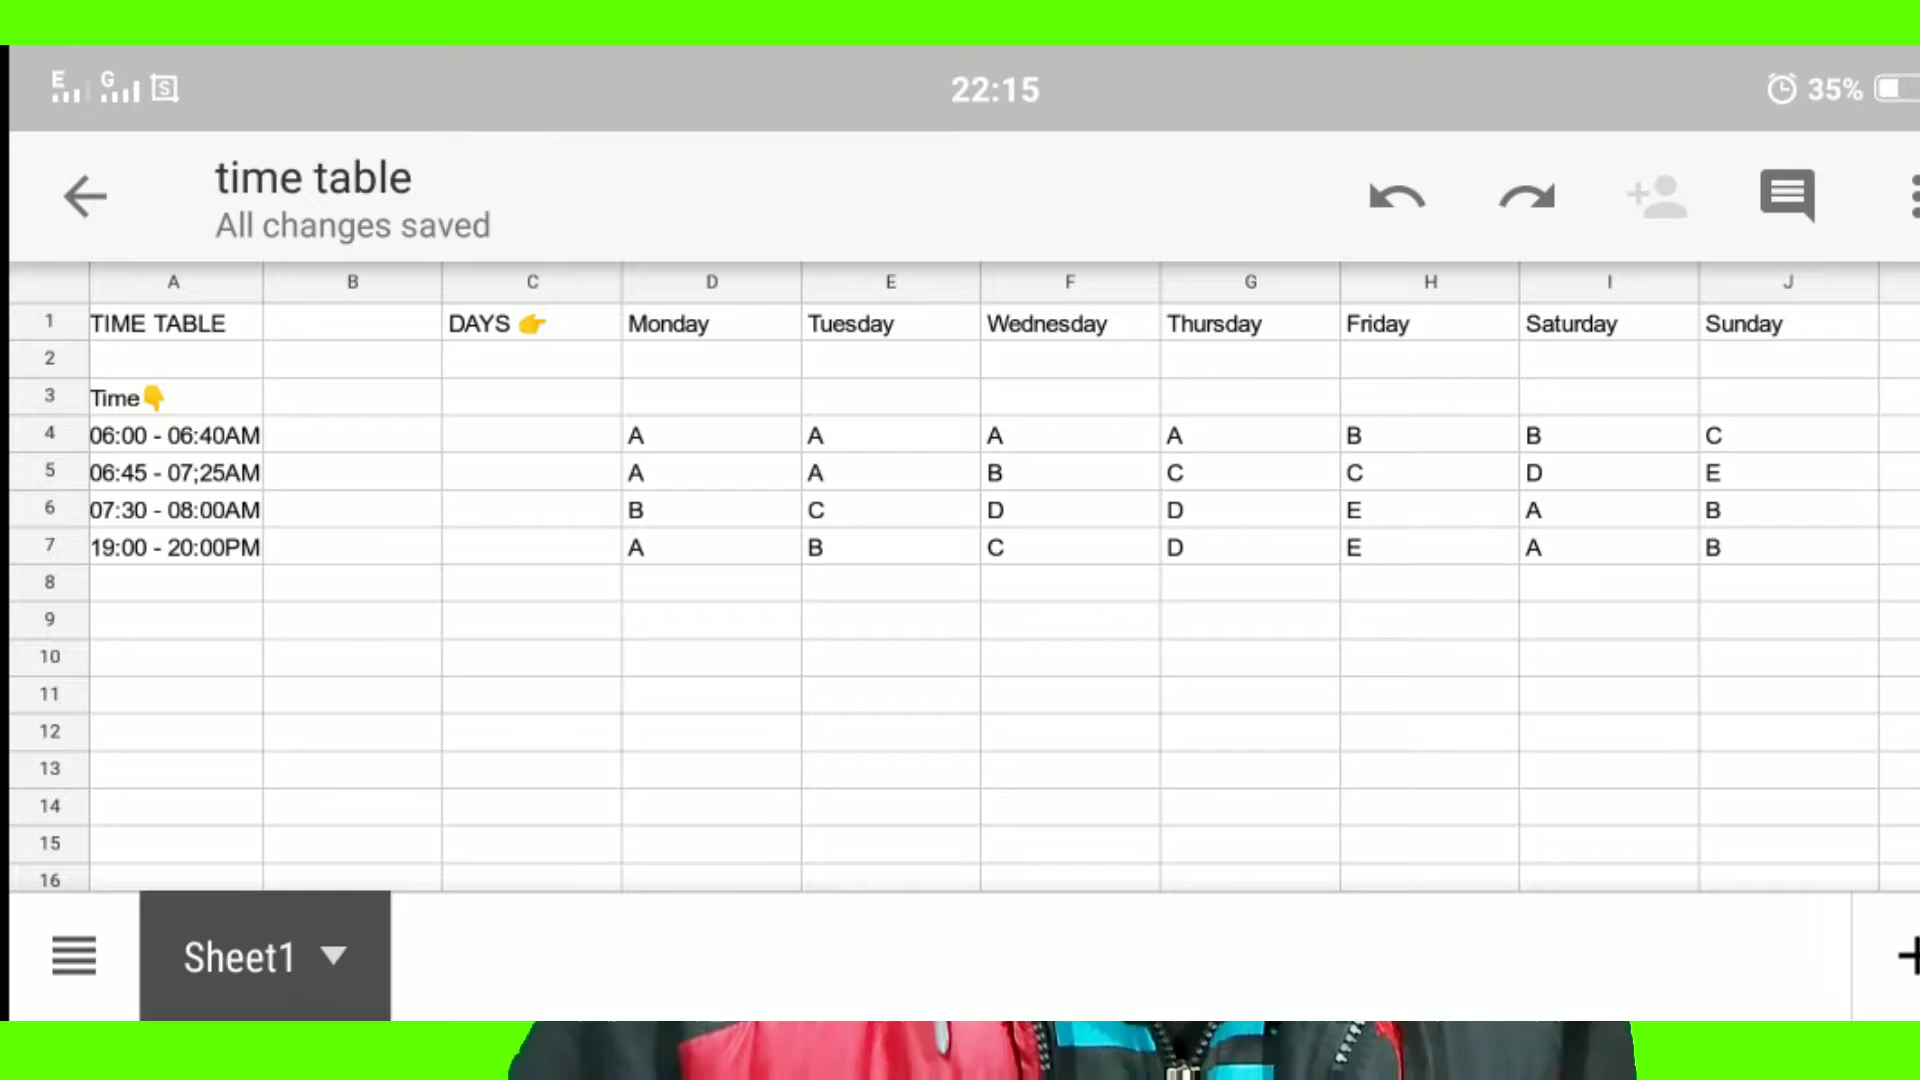 E G S 22:15 35%
time table
All changes saved
A B C D E F G H I J
1 TIME TABLE DAYS 👉 Monday Tuesday Wednesday Thursday Friday Saturday Sunday
2
3 Time👇
4 06:00 - 06:40AM A A A A B B C
5 06:45 - 07;25AM A A B C C D E
6 07:30 - 08:00AM B C D D E A B
7 19:00 - 20:00PM A B C D E A B
8
9
10
11
12
13
14
15
16
Sheet1